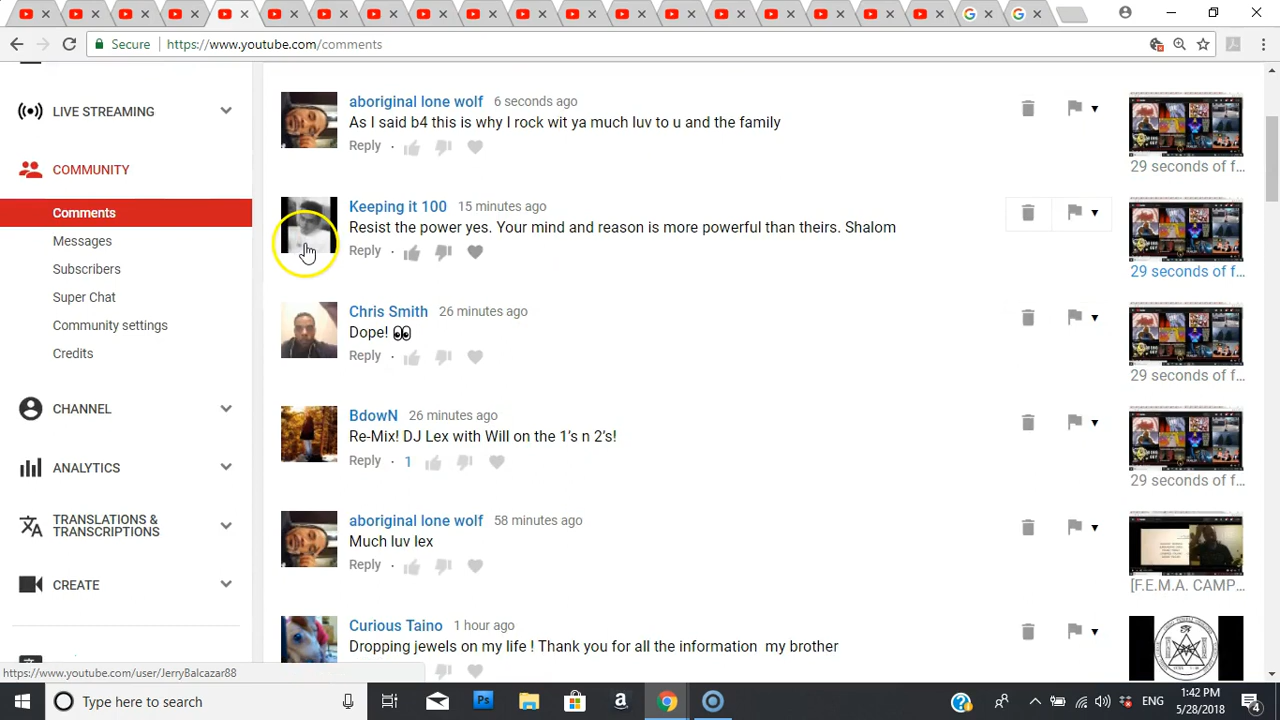 Secure
https://www.youtube.com/comments
LIVE STREAMING
COMMUNITY
Comments
Messages
Subscribers
Super Chat
Community settings
Credits
CHANNEL
ANALYTICS
TRANSLATIONS &
TRANSCRIPTIONS
CREATE
aboriginal lone wolf 6 seconds ago
As I said b4 this is my line wit ya much luv to u and the family
Reply
29 seconds of f...
Keeping it 100 15 minutes ago
Resist the power yes. Your mind and reason is more powerful than theirs. Shalom
Reply
29 seconds of f...
Chris Smith 26 minutes ago
Dope! 👀
Reply
29 seconds of f...
BdowN 26 minutes ago
Re-Mix! DJ Lex with Will on the 1's n 2's!
Reply · 1
29 seconds of f...
aboriginal lone wolf 58 minutes ago
Much luv lex
Reply
[F.E.M.A. CAMP...
Curious Taino 1 hour ago
Dropping jewels on my life ! Thank you for all the information my brother
https://www.youtube.com/user/JerryBalcazar88
Type here to search
ENG
1:42 PM
5/28/2018
4